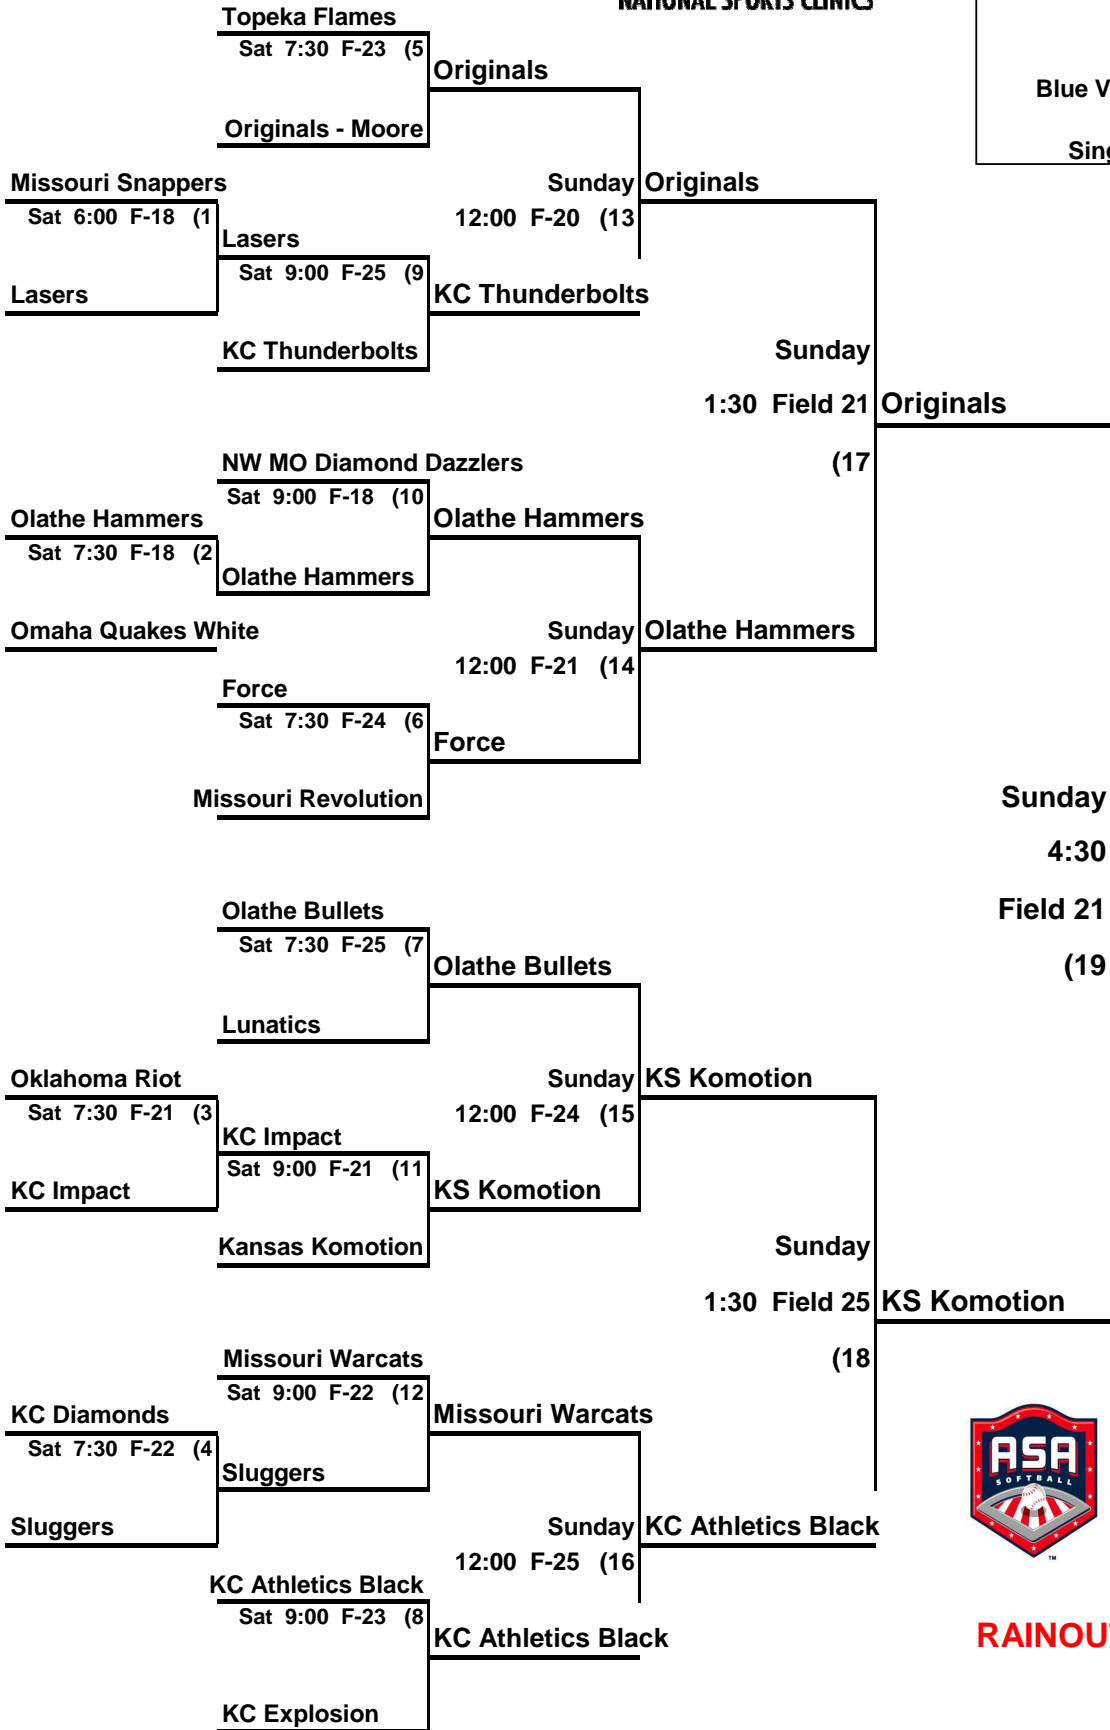 NATIONAL SPORTS CLINICS
Topeka Flames
Sat 7:30 F-23 (5
Originals
Blue V
Originals - Moore
Sing
Missouri Snappers
Sunday
Originals
Sat 6:00 F-18 (1
12:00 F-20 (13
Lasers
Sat 9:00 F-25 (9
Lasers
KC Thunderbolts
KC Thunderbolts
Sunday
1:30 Field 21
Originals
NW MO Diamond Dazzlers
(17
Sat 9:00 F-18 (10
Olathe Hammers
Olathe Hammers
Sat 7:30 F-18 (2
Olathe Hammers
Omaha Quakes White
Sunday
Olathe Hammers
12:00 F-21 (14
Force
Sat 7:30 F-24 (6
Force
Missouri Revolution
Sunday
4:30
Olathe Bullets
Field 21
Sat 7:30 F-25 (7
Olathe Bullets
(19
Lunatics
Oklahoma Riot
Sunday
KS Komotion
Sat 7:30 F-21 (3
12:00 F-24 (15
KC Impact
Sat 9:00 F-21 (11
KC Impact
KS Komotion
Kansas Komotion
Sunday
1:30 Field 25
KS Komotion
Missouri Warcats
(18
Sat 9:00 F-22 (12
KC Diamonds
Missouri Warcats
Sat 7:30 F-22 (4
Sluggers
ASA
SOFTBALL
TM
Sluggers
Sunday
KC Athletics Black
12:00 F-25 (16
KC Athletics Black
Sat 9:00 F-23 (8
KC Athletics Black
RAINOUT
KC Explosion